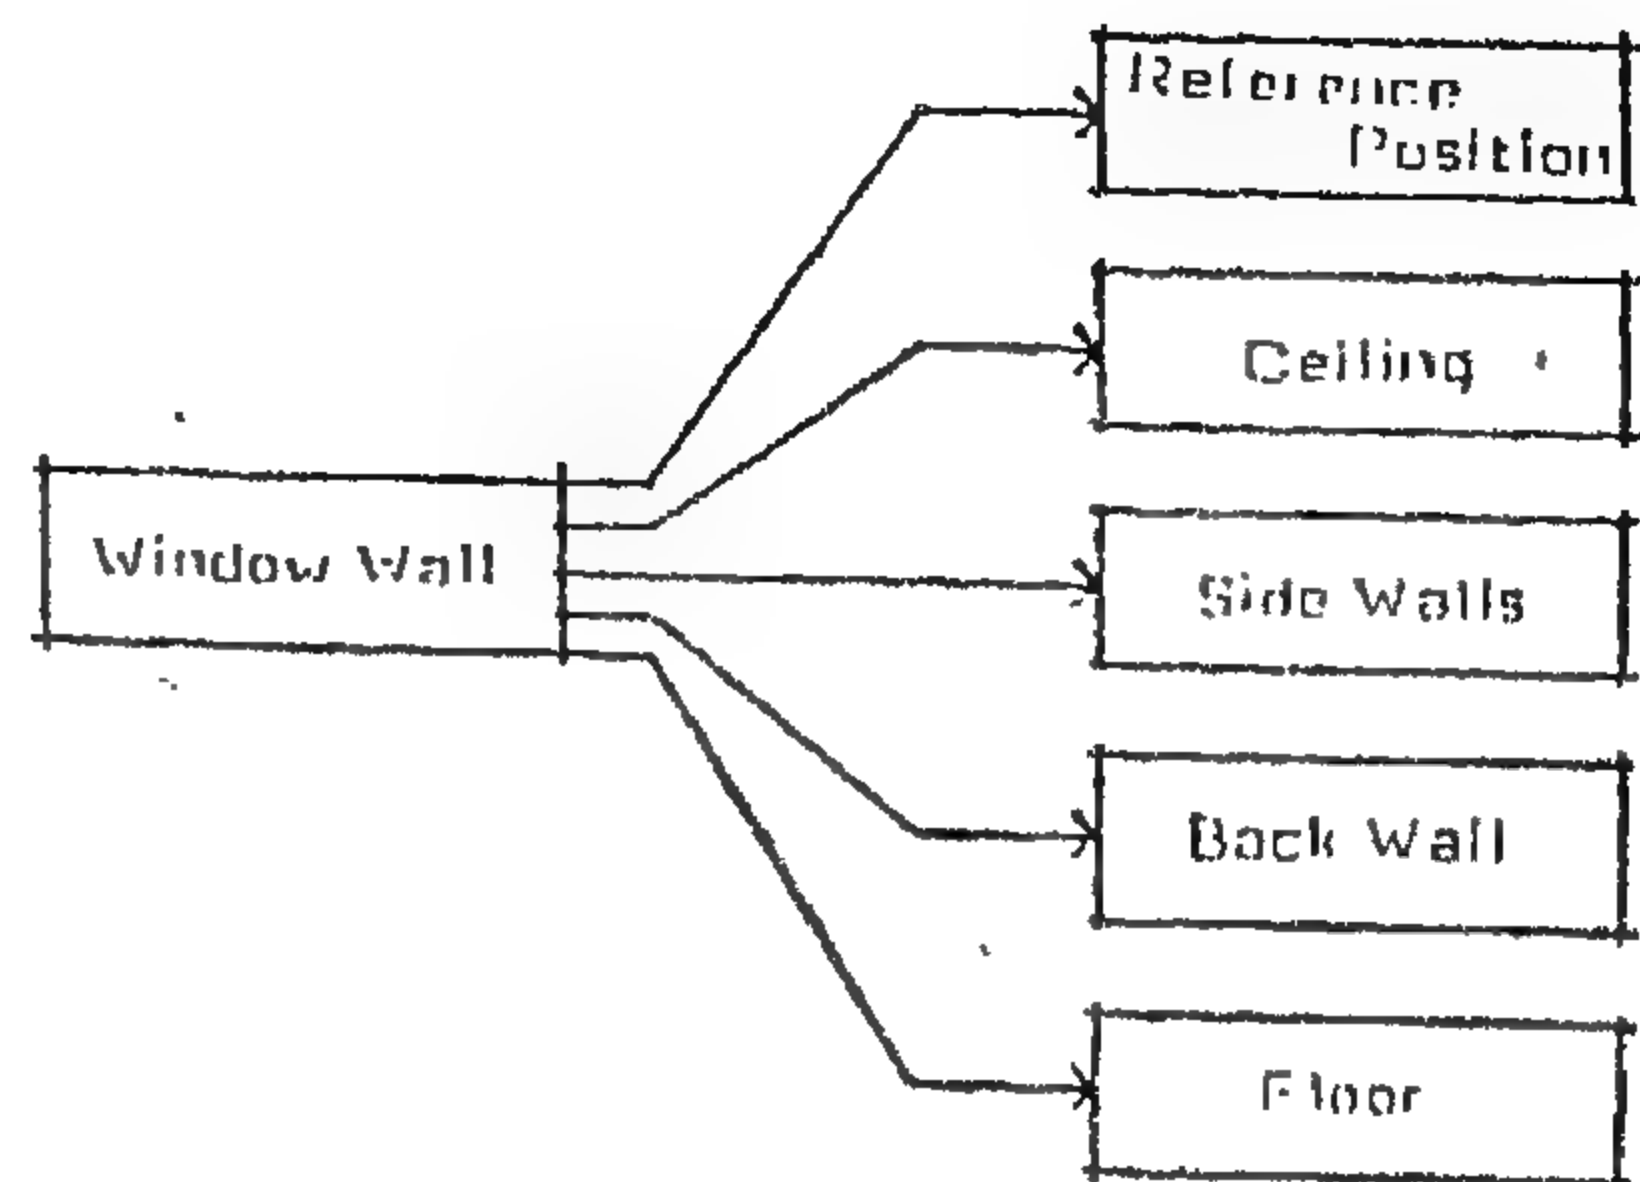 Reference
Position
Ceiling
Window Wall
Side Walls
Back Wall
Floor